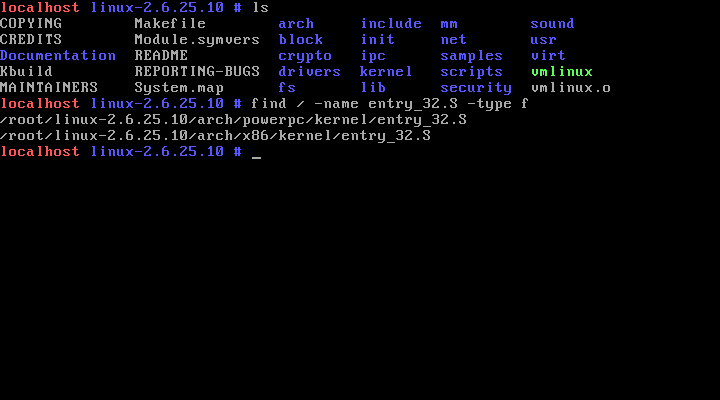 localhost linux-2.6.25.10 # ls
COPYING Makefile arch include mm sound
CREDITS Module.symvers block init net usr
Documentation README crypto ipc samples virt
Kbuild REPORTING-BUGS drivers kernel scripts vmlinux
MAINTAINERS System.map fs lib security vmlinux.o
localhost linux-2.6.25.10 # find / -name entry_32.S -type f
/root/linux-2.6.25.10/arch/powerpc/kernel/entry_32.S
/root/linux-2.6.25.10/arch/x86/kernel/entry_32.S
localhost linux-2.6.25.10 # _